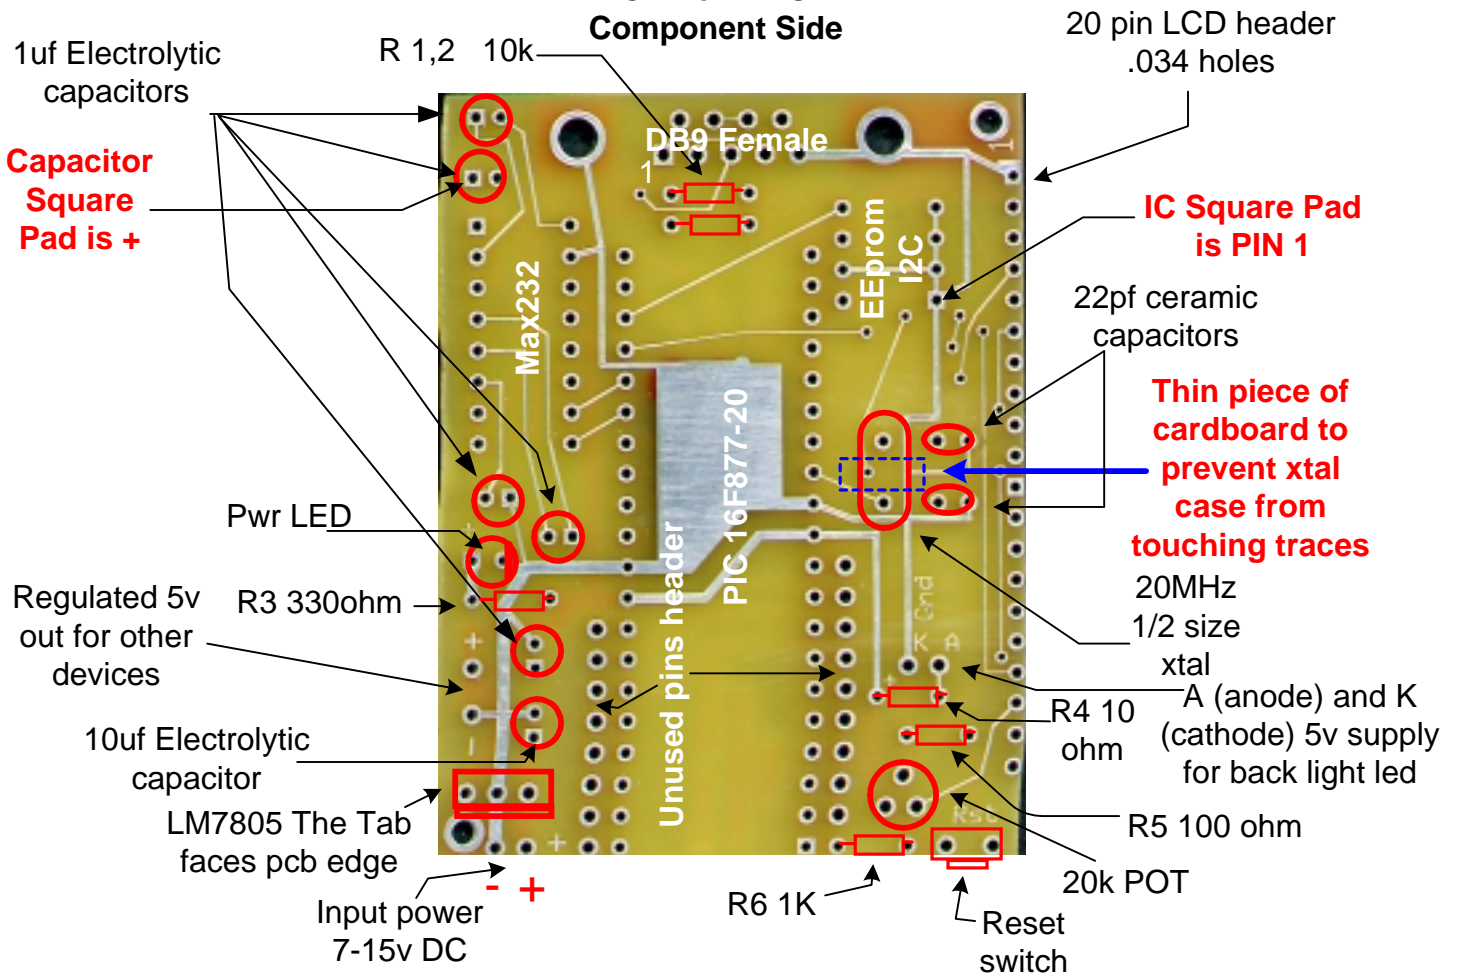 Component Side
1uf Electrolytic
capacitors
R 1,2 10k
20 pin LCD header
.034 holes
Capacitor
Square
Pad is +
DB9 Female
1
1
IC Square Pad
is PIN 1
EEprom
I2C
Max232
22pf ceramic
capacitors
Thin piece of
cardboard to
prevent xtal
case from
touching traces
PIC 16F877-20
Pwr LED
+
Regulated 5v
out for other
devices
R3 330ohm
+
Unused pins header
Gnd
K A
20MHz
1/2 size
xtal
A (anode) and K
(cathode) 5v supply
for back light led
R4 10
ohm
-
10uf Electrolytic
capacitor
LM7805 The Tab
faces pcb edge
R5 100 ohm
Rst
+
20k POT
- +
Input power
7-15v DC
R6 1K
Reset
switch